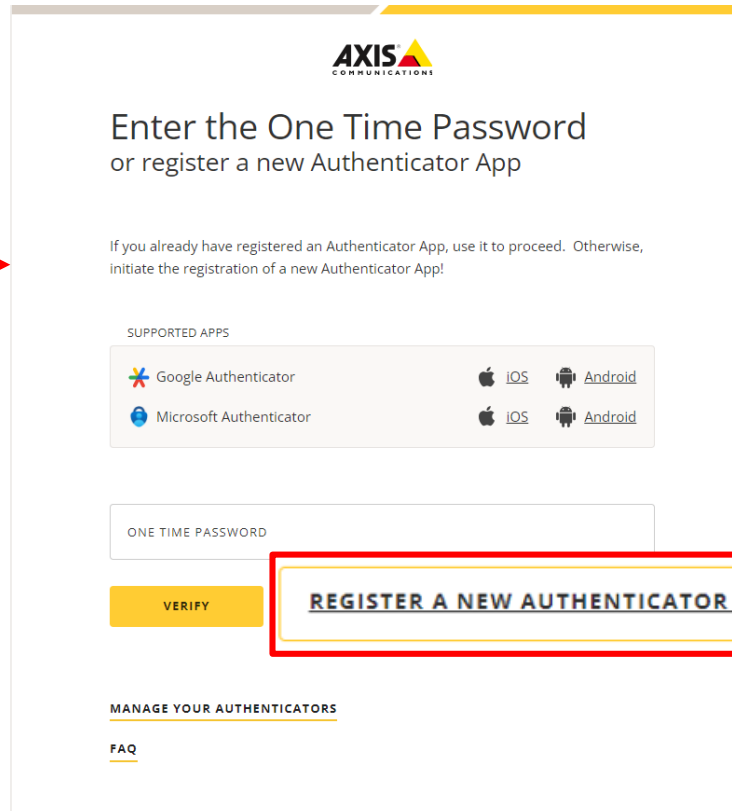 AXIS
COMMUNICATIONS
Enter the One Time Password
or register a new Authenticator App
If you already have registered an Authenticator App, use it to proceed. Otherwise,
initiate the registration of a new Authenticator App!
SUPPORTED APPS
Google Authenticator iOS Android
Microsoft Authenticator iOS Android
ONE TIME PASSWORD
VERIFY REGISTER A NEW AUTHENTICATOR
MANAGE YOUR AUTHENTICATORS
FAQ